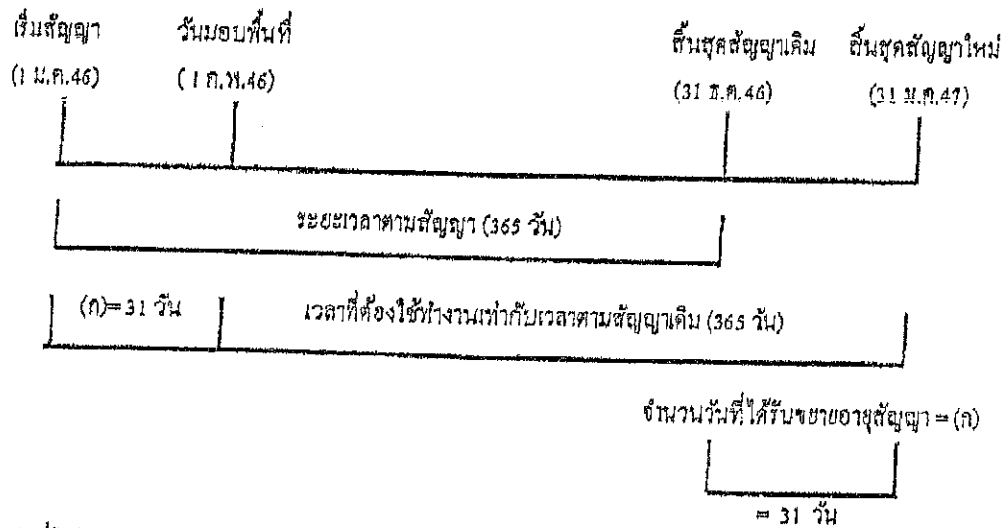 เริ่มสัญญา วันมอบพื้นที่ สิ้นสุดสัญญาเดิม สิ้นสุดสัญญาใหม่
(1 ม.ค.46) (1 ก.พ.46) (31 ธ.ค.46) (31 ม.ค.47)
ระยะเวลาตามสัญญา (365 วัน)
(ก)=31 วัน เวลาที่ต้องใช้ทำงานเท่ากับเวลาตามสัญญาเดิม (365 วัน)
จำนวนวันที่ได้รับขยายอายุสัญญา = (ก)
= 31 วัน